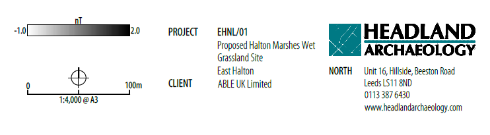 nT
-1.0 2.0
0 100m
1:4,000 @ A3
PROJECT EHNL/01
Proposed Halton Marshes Wet
Grassland Site
East Halton
CLIENT ABLE UK Limited
HEADLAND
ARCHAEOLOGY
NORTH Unit 16, Hillside, Beeston Road
Leeds LS11 8ND
0113 387 6430
www.headlandarchaeology.com